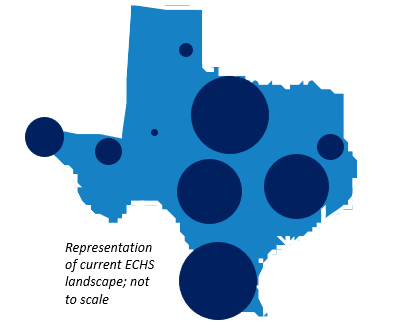 Representation
of current ECHS
landscape; not
to scale